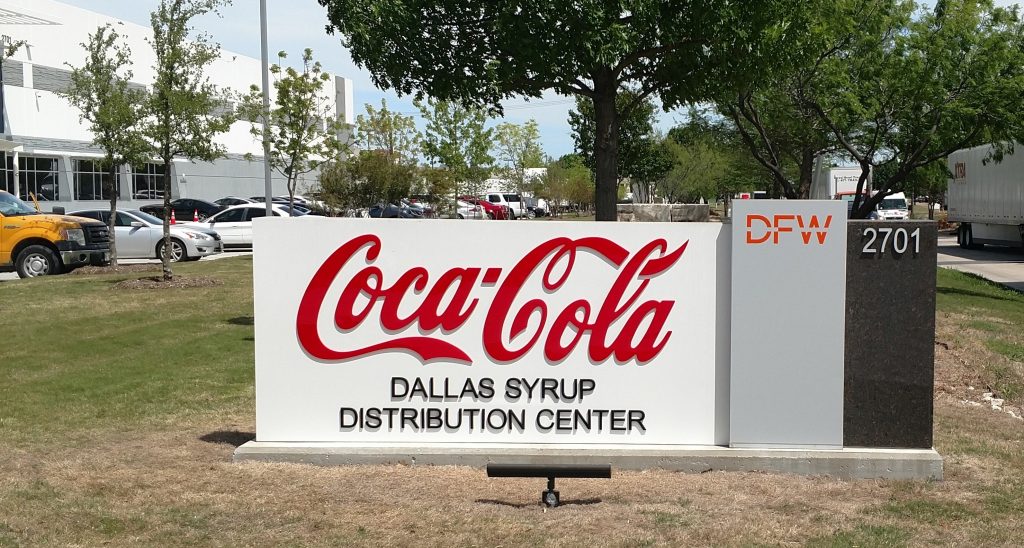 Coca-Cola
DALLAS SYRUP
DISTRIBUTION CENTER
DFW
2701